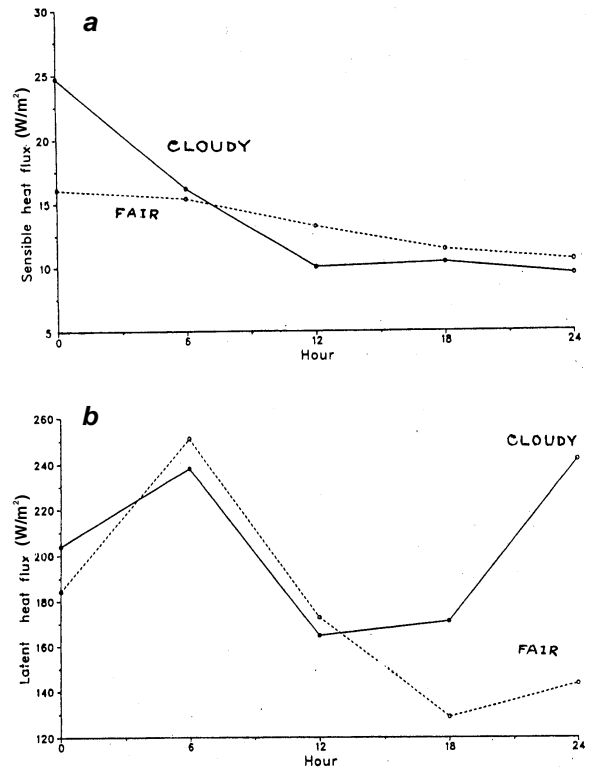 a
30
25
20
15
10
5
Sensible heat flux (W/m²)
CLOUDY
FAIR
0 6 12 18 24
Hour
b
260
240
220
200
180
160
140
120
Latent heat flux (W/m²)
CLOUDY
FAIR
0 6 12 18 24
Hour